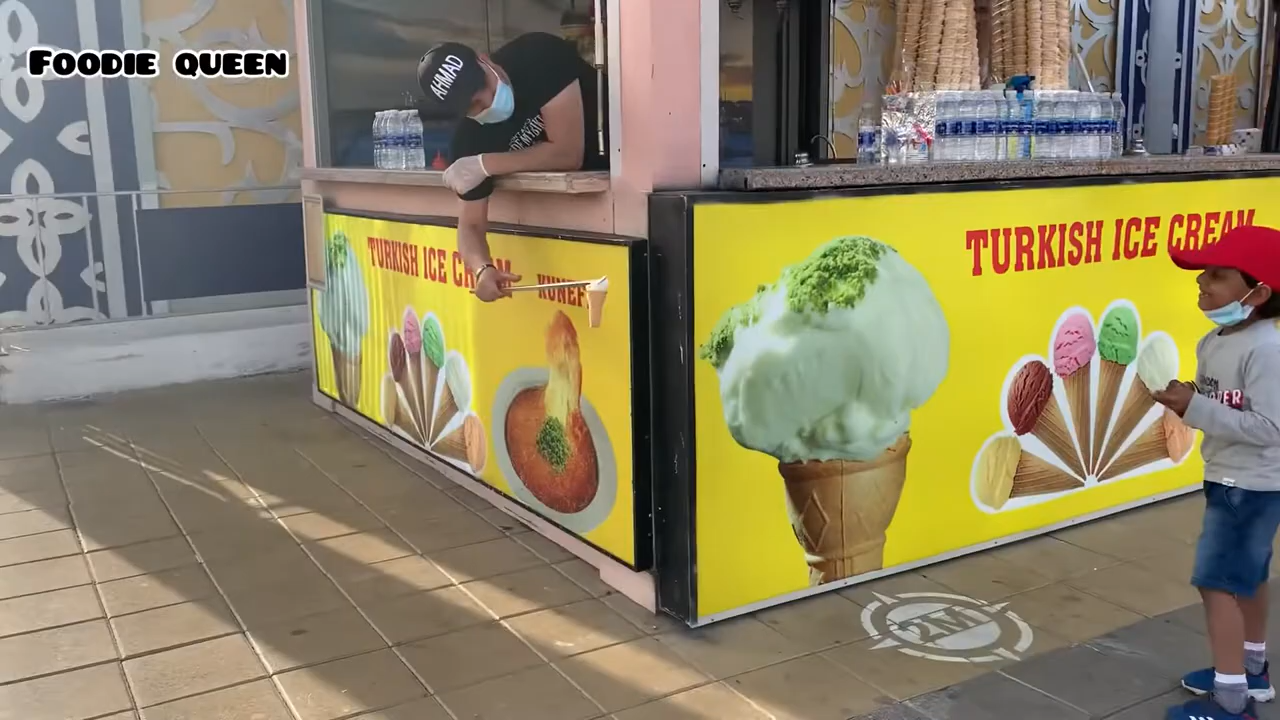 FOODIE QUEEN
AHMAD
TURKISH ICE CREAM
KUNEF
TURKISH ICE CREAM
2M